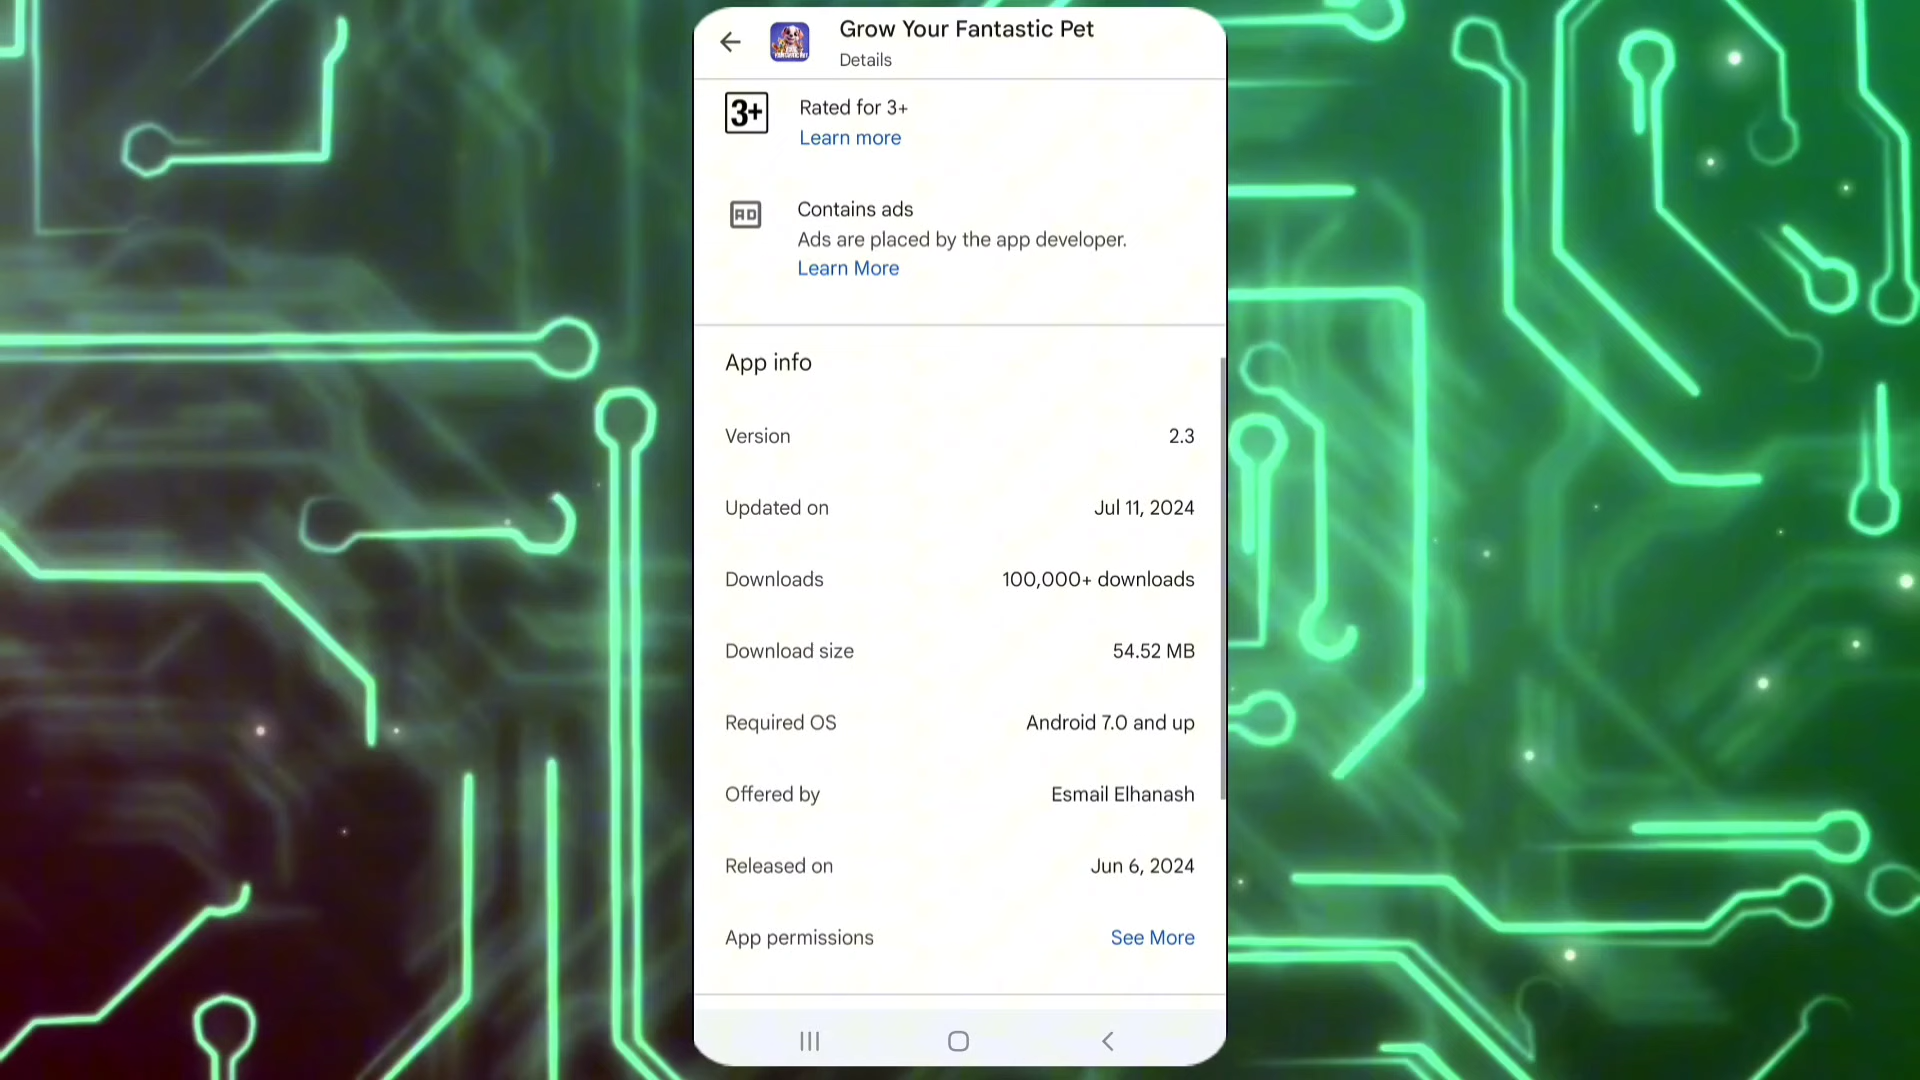 Grow Your Fantastic Pet
Details
3+
Rated for 3+
Learn more
AD
Contains ads
Ads are placed by the app developer.
Learn More
App info
Version 2.3
Updated on Jul 11, 2024
Downloads 100,000+ downloads
Download size 54.52 MB
Required OS Android 7.0 and up
Offered by Esmail Elhanash
Released on Jun 6, 2024
App permissions See More